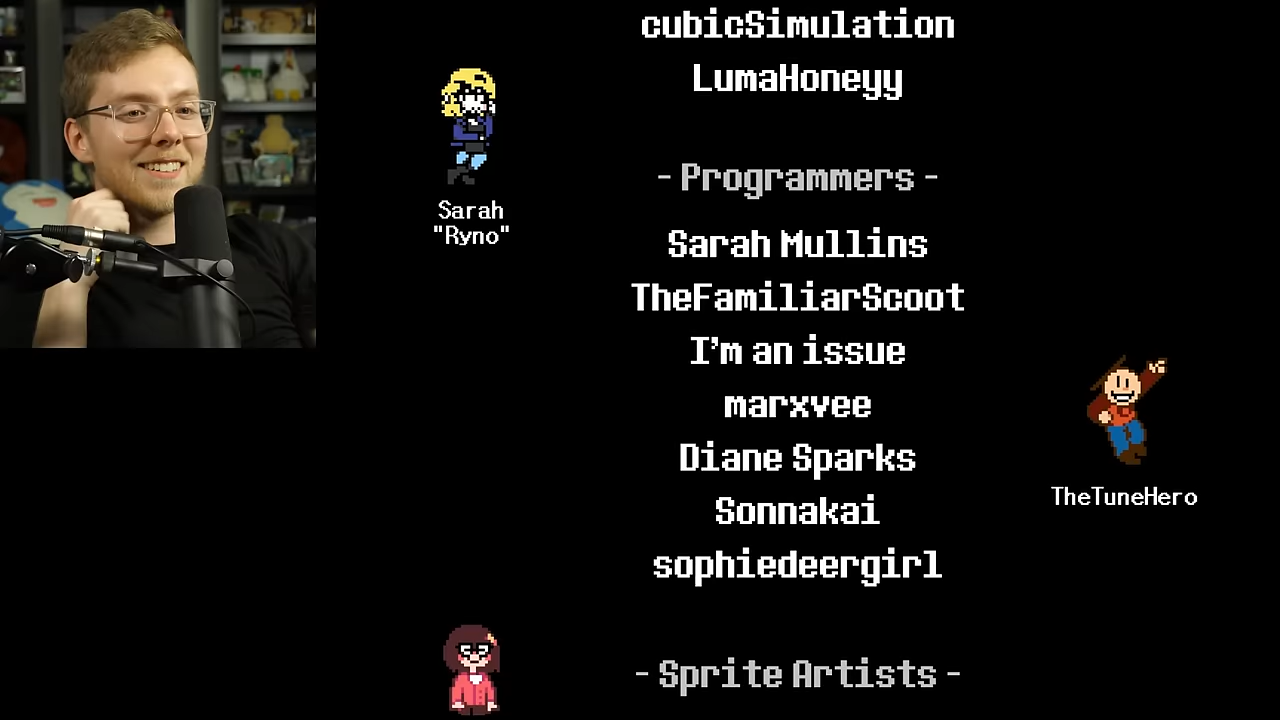 cubicSimulation
LumaHoneyy
- Programmers -
Sarah Mullins
TheFamiliarScoot
I'm an issue
marxvee
Diane Sparks
Sonnakai
sophiedeergirl
- Sprite Artists -
Sarah
"Ryno"
TheTuneHero